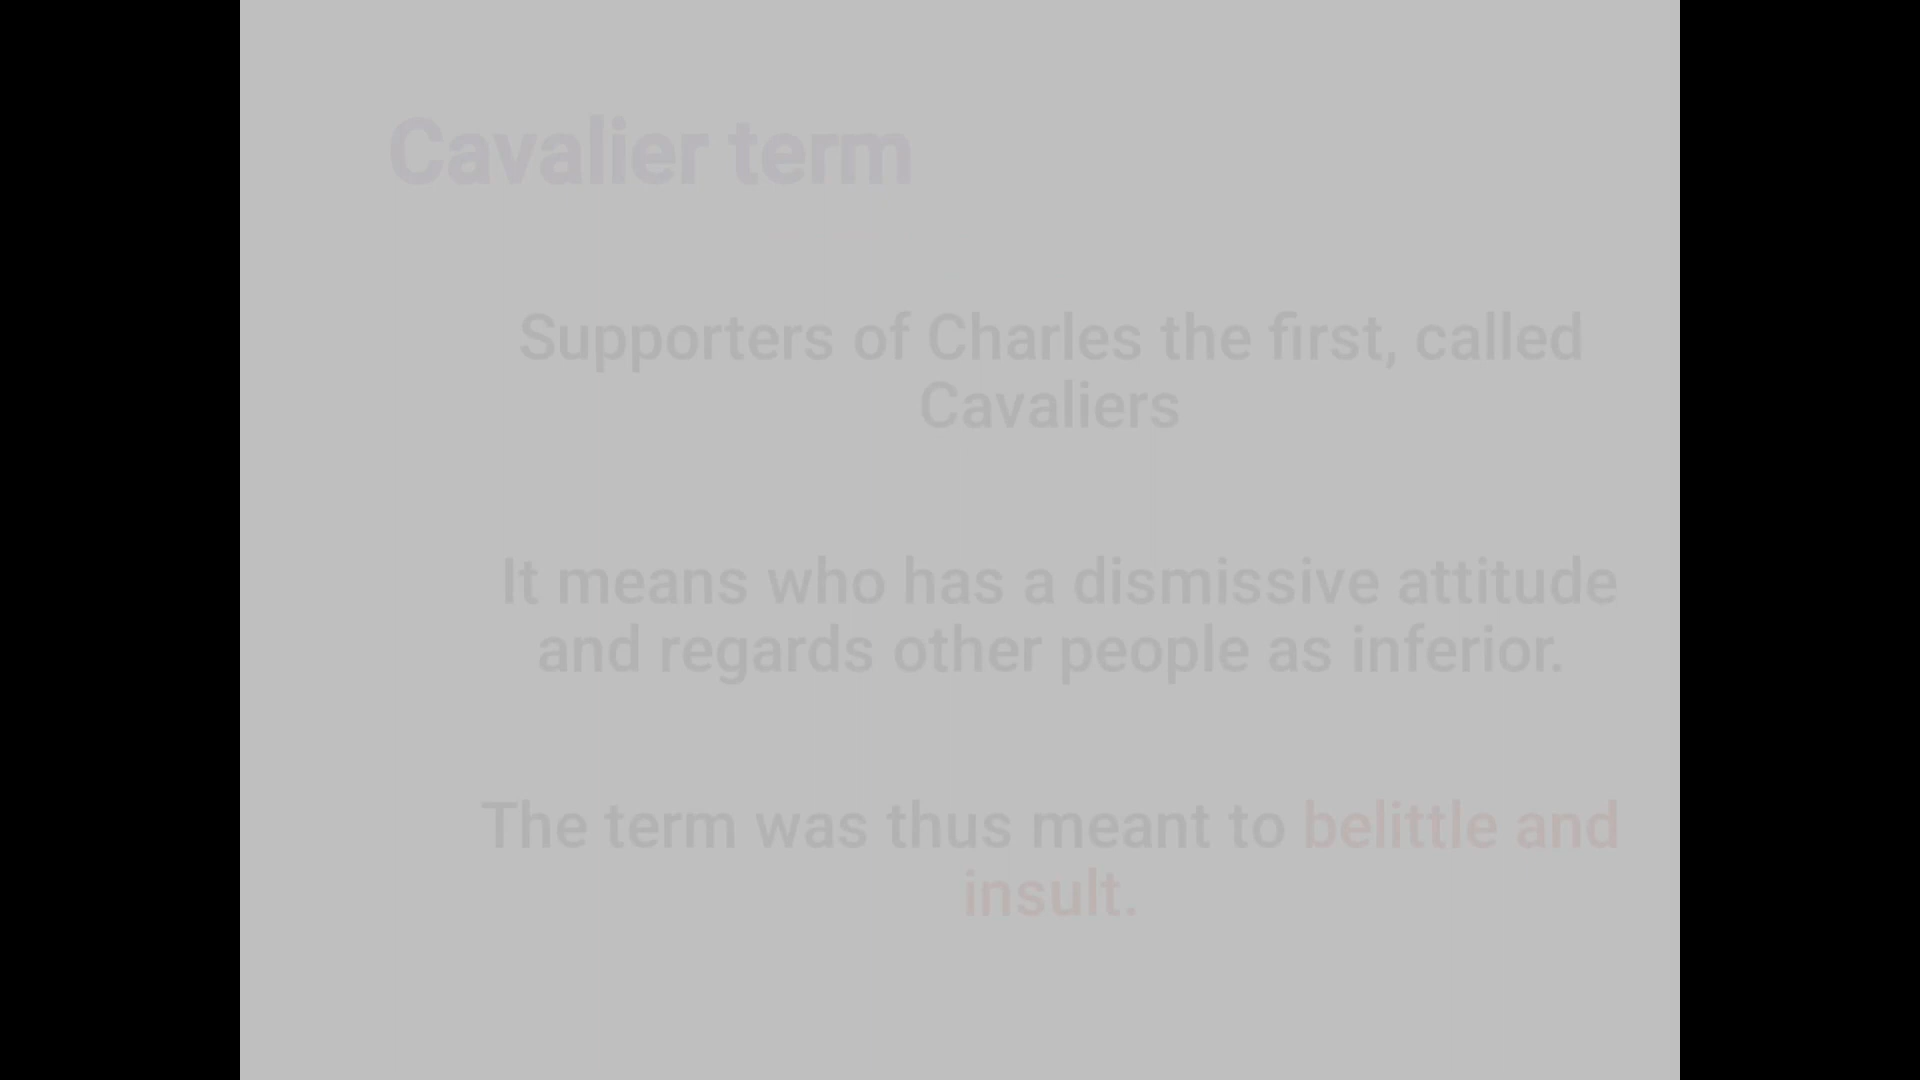 Cavalier term
Supporters of Charles the first, called
Cavaliers
It means who has a dismissive attitude
and regards other people as inferior.
The term was thus meant to belittle and
insult.